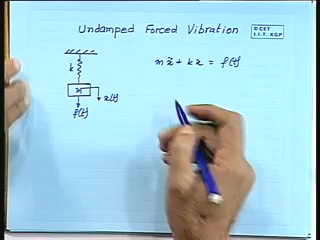 Undamped Forced Vibration
© CET
I.I.T. KGP
k
m
x(t)
f(t)
mẍ + kx = f(t)